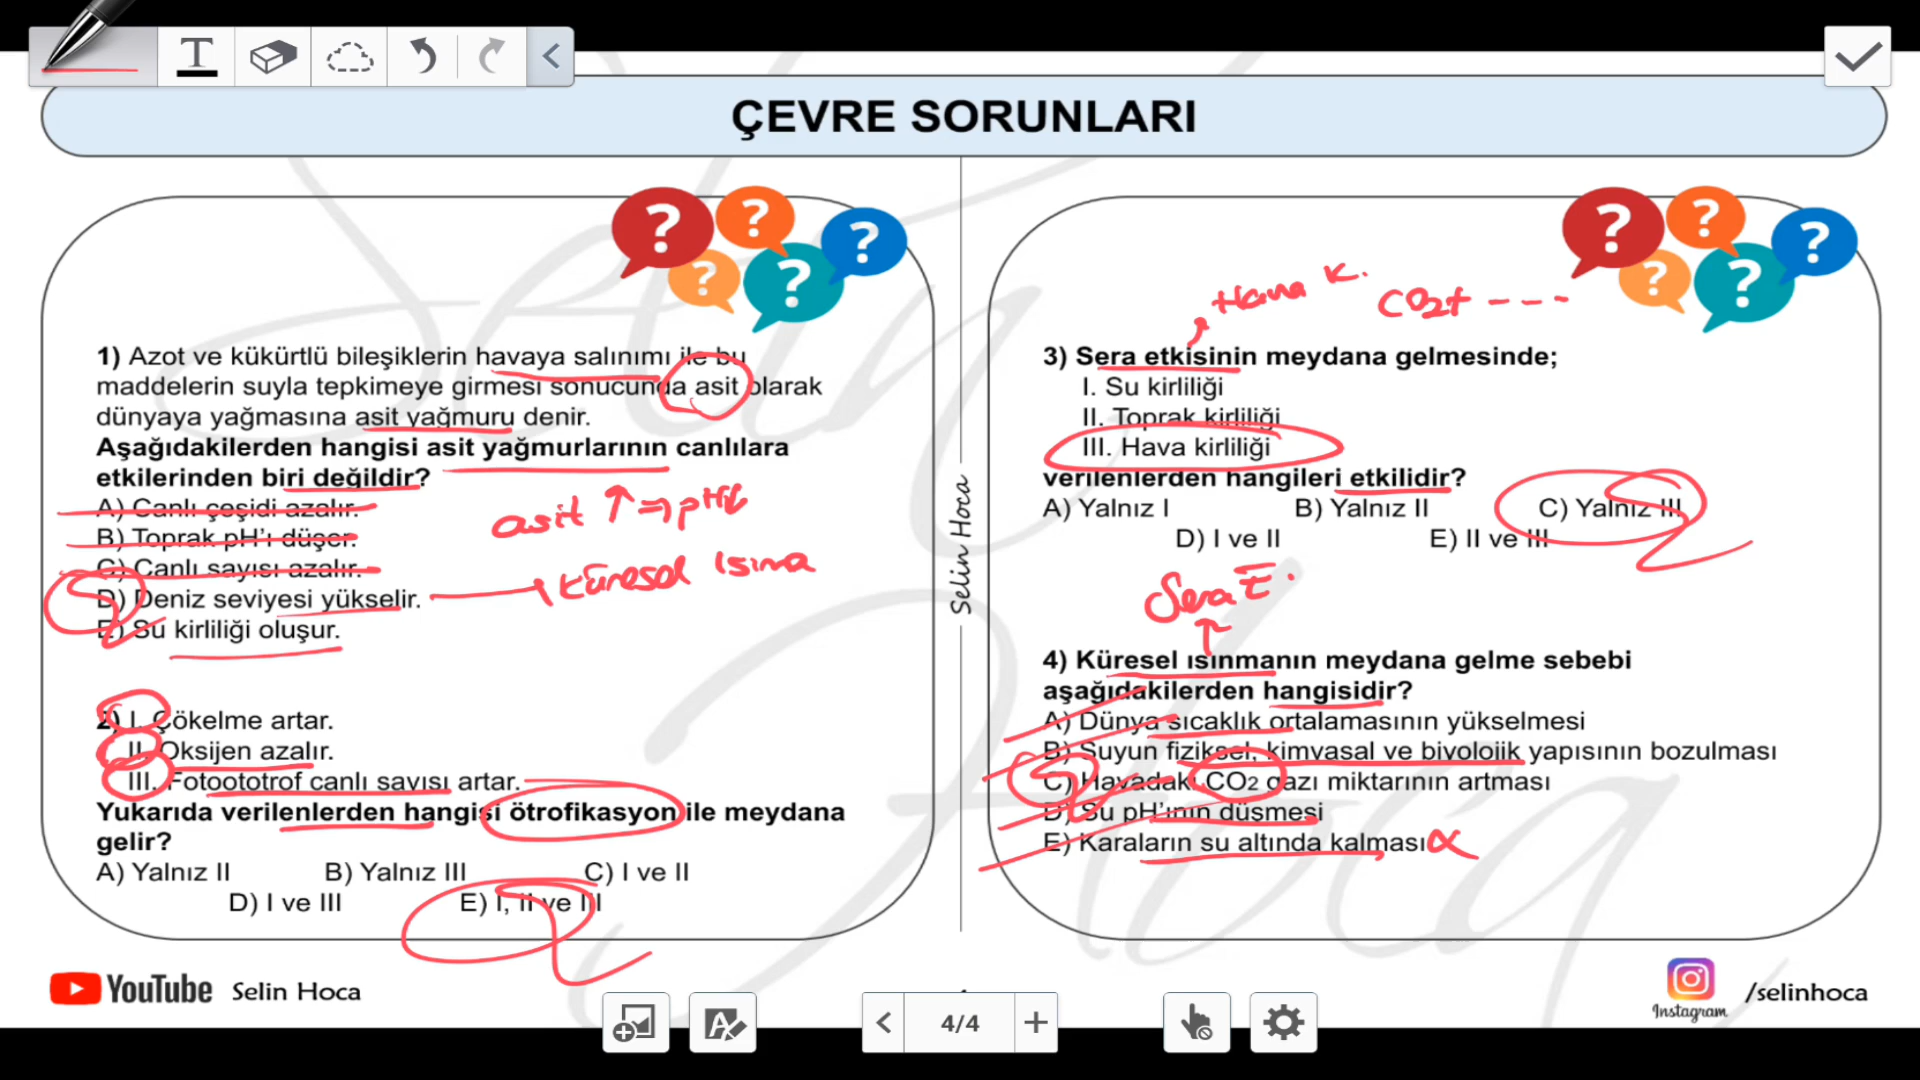 ÇEVRE SORUNLARI
1) Azot ve kükürtlü bileşiklerin havaya salınımı ile bu
maddelerin suyla tepkimeye girmesi sonucunda asit olarak
dünyaya yağmasına asit yağmuru denir.
Aşağıdakilerden hangisi asit yağmurlarının canlılara
etkilerinden biri değildir?
A) Canlı çeşidi azalır.
B) Toprak pH'ı düşer.
C) Canlı sayısı azalır.
D) Deniz seviyesi yükselir.
E) Su kirliliği oluşur.
asit ↑ ⇒ pH↓
küresel ısına
2) I. Çökelme artar.
II. Oksijen azalır.
III. Fotoototrof canlı sayısı artar.
Yukarıda verilenlerden hangisi ötrofikasyon ile meydana
gelir?
A) Yalnız II B) Yalnız III C) I ve II
D) I ve III E) I, II ve III
Selin Hoca
Hava K.
CO2↑ - - -
3) Sera etkisinin meydana gelmesinde;
I. Su kirliliği
II. Toprak kirliliği
III. Hava kirliliği
verilenlerden hangileri etkilidir?
A) Yalnız I B) Yalnız II C) Yalnız III
D) I ve II E) II ve III
Sera E.
4) Küresel ısınmanın meydana gelme sebebi
aşağıdakilerden hangisidir?
A) Dünya sıcaklık ortalamasının yükselmesi
B) Suyun fiziksel, kimyasal ve biyolojik yapısının bozulması
C) Havadaki CO2 gazı miktarının artması
D) Su pH'ının düşmesi
E) Karaların su altında kalması
YouTube Selin Hoca
Instagram /selinhoca
4/4